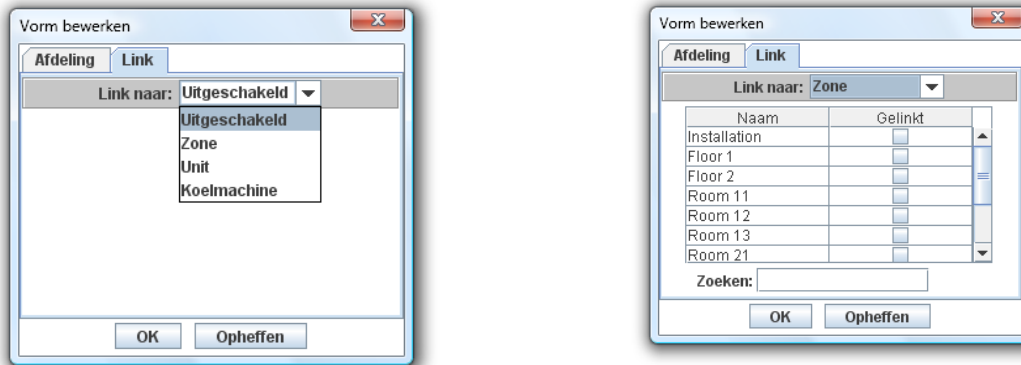 Vorm bewerken
Afdeling Link
Link naar: Uitgeschakeld
Uitgeschakeld
Zone
Unit
Koelmachine
OK Opheffen
Vorm bewerken
Afdeling Link
Link naar: Zone
Naam Gelinkt
Installation
Floor 1
Floor 2
Room 11
Room 12
Room 13
Room 21
Zoeken:
OK Opheffen